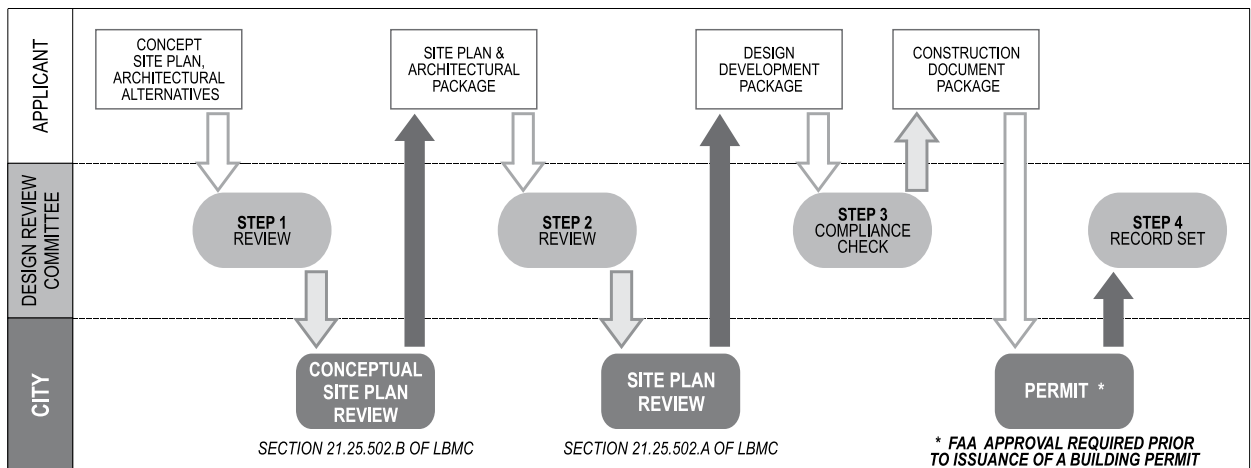 APPLICANT
CONCEPT
SITE PLAN,
ARCHITECTURAL
ALTERNATIVES
SITE PLAN &
ARCHITECTURAL
PACKAGE
DESIGN
DEVELOPMENT
PACKAGE
CONSTRUCTION
DOCUMENT
PACKAGE
DESIGN REVIEW
COMMITTEE
STEP 1
REVIEW
STEP 2
REVIEW
STEP 3
COMPLIANCE
CHECK
STEP 4
RECORD SET
CITY
CONCEPTUAL
SITE PLAN
REVIEW
SECTION 21.25.502.B OF LBMC
SITE PLAN
REVIEW
SECTION 21.25.502.A OF LBMC
PERMIT *
* FAA APPROVAL REQUIRED PRIOR
TO ISSUANCE OF A BUILDING PERMIT